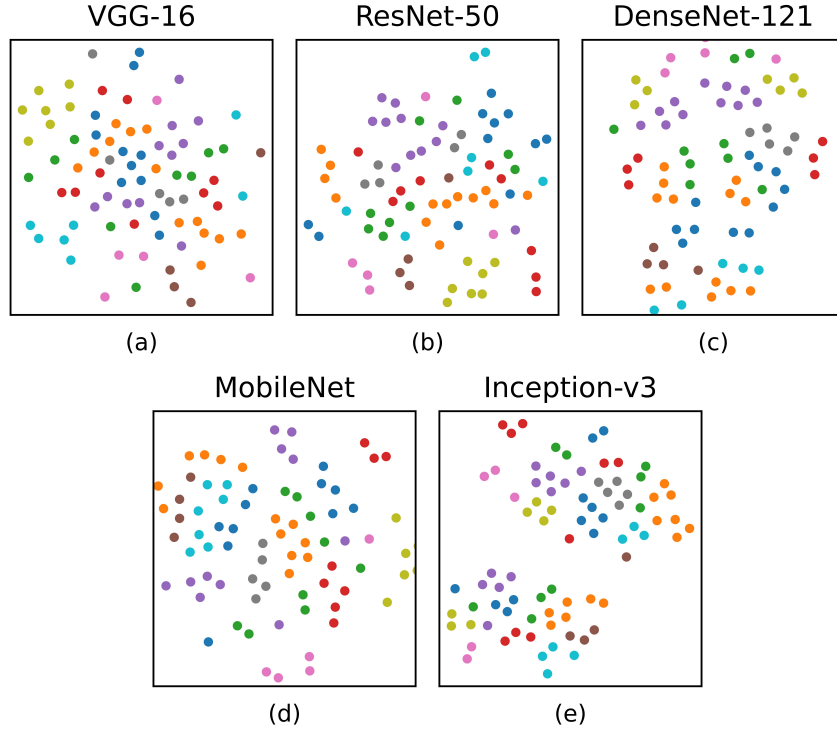 VGG-16
ResNet-50
DenseNet-121
(a)
(b)
(c)
MobileNet
Inception-v3
(d)
(e)